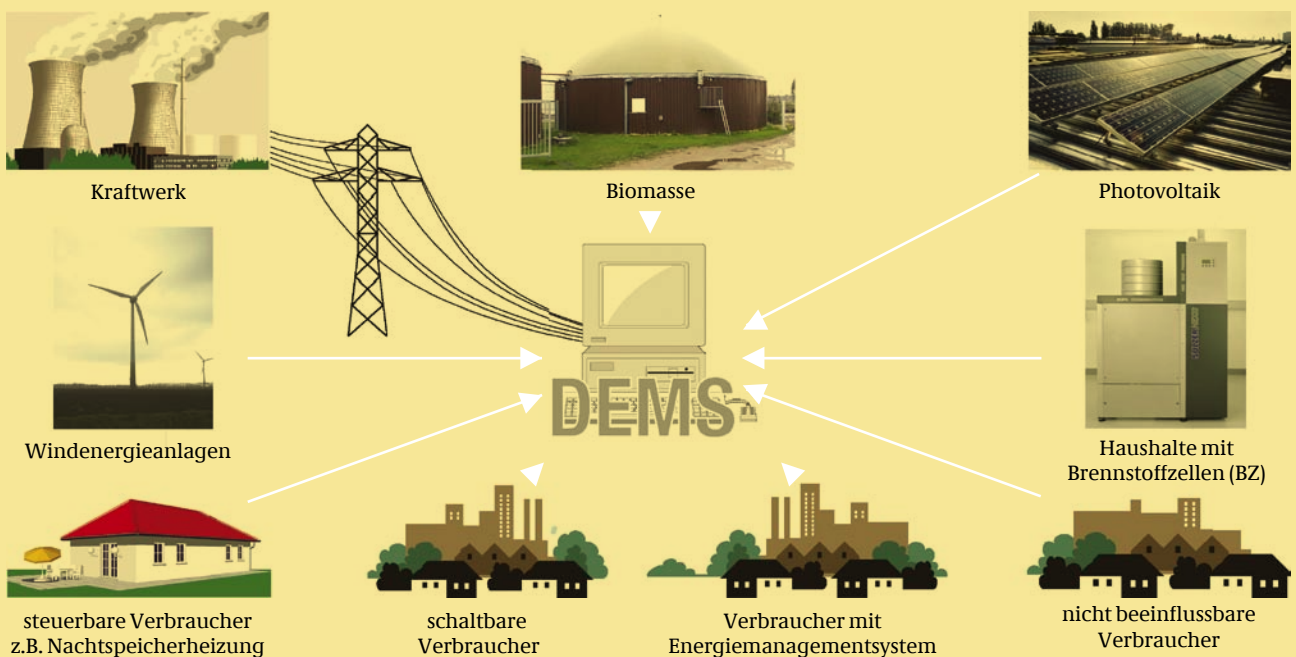 Kraftwerk
Biomasse
Photovoltaik
Windenergieanlagen
DEMS
Haushalte mit
Brennstoffzellen (BZ)
steuerbare Verbraucher
z.B. Nachtspeicherheizung
schaltbare
Verbraucher
Verbraucher mit
Energiemanagementsystem
nicht beeinflussbare
Verbraucher